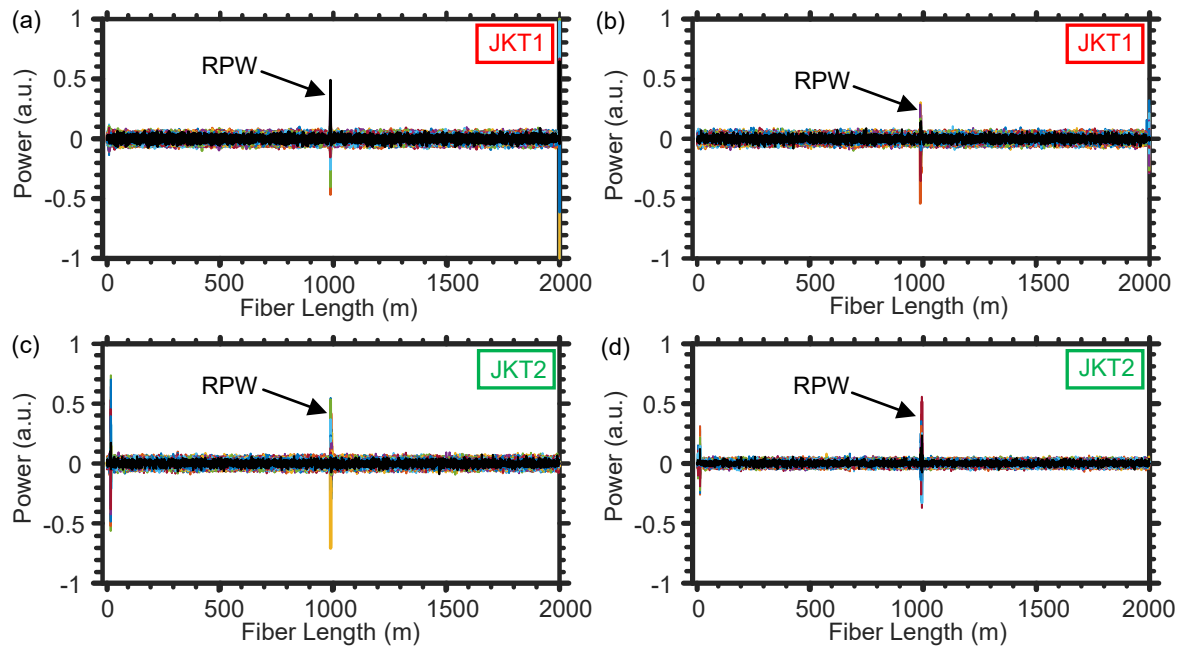 (a)
JKT1
RPW
Power (a.u.)
1
0.5
0
-0.5
-1
0 500 1000 1500 2000
Fiber Length (m)
(b)
JKT1
RPW
Power (a.u.)
1
0.5
0
-0.5
-1
0 500 1000 1500 2000
Fiber Length (m)
(c)
JKT2
RPW
Power (a.u.)
1
0.5
0
-0.5
-1
0 500 1000 1500 2000
Fiber Length (m)
(d)
JKT2
RPW
Power (a.u.)
1
0.5
0
-0.5
-1
0 500 1000 1500 2000
Fiber Length (m)